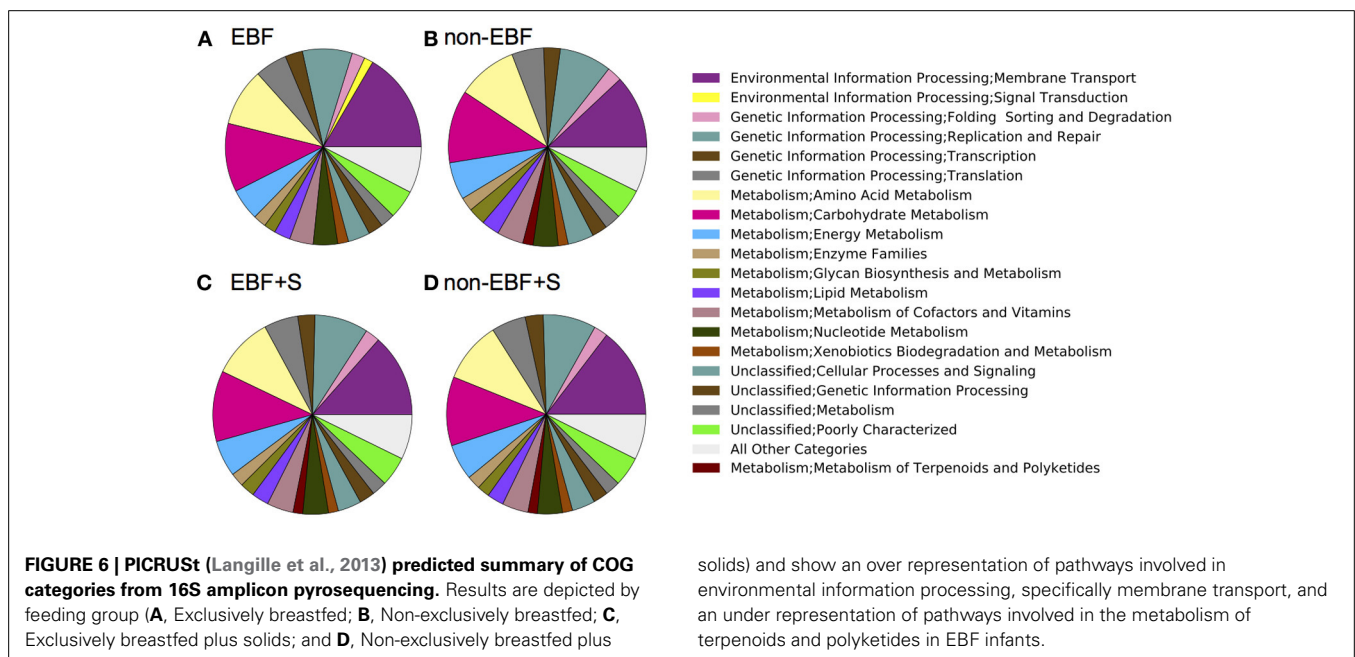 A EBF
B non-EBF
C EBF+S
D non-EBF+S
Environmental Information Processing;Membrane Transport
Environmental Information Processing;Signal Transduction
Genetic Information Processing;Folding Sorting and Degradation
Genetic Information Processing;Replication and Repair
Genetic Information Processing;Transcription
Genetic Information Processing;Translation
Metabolism;Amino Acid Metabolism
Metabolism;Carbohydrate Metabolism
Metabolism;Energy Metabolism
Metabolism;Enzyme Families
Metabolism;Glycan Biosynthesis and Metabolism
Metabolism;Lipid Metabolism
Metabolism;Metabolism of Cofactors and Vitamins
Metabolism;Nucleotide Metabolism
Metabolism;Xenobiotics Biodegradation and Metabolism
Unclassified;Cellular Processes and Signaling
Unclassified;Genetic Information Processing
Unclassified;Metabolism
Unclassified;Poorly Characterized
All Other Categories
Metabolism;Metabolism of Terpenoids and Polyketides
FIGURE 6 | PICRUSt (Langille et al., 2013) predicted summary of COG
categories from 16S amplicon pyrosequencing. Results are depicted by
feeding group (A, Exclusively breastfed; B, Non-exclusively breastfed; C,
Exclusively breastfed plus solids; and D, Non-exclusively breastfed plus
solids) and show an over representation of pathways involved in
environmental information processing, specifically membrane transport, and
an under representation of pathways involved in the metabolism of
terpenoids and polyketides in EBF infants.